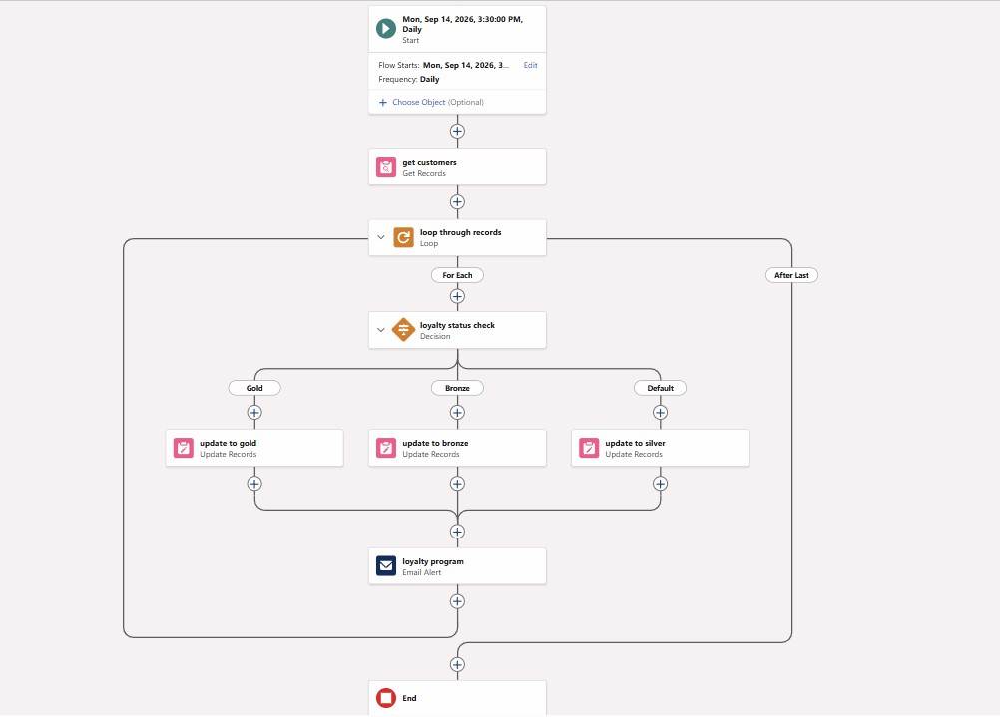 Mon, Sep 14, 2026, 3:30:00 PM,
Daily
Start
Flow Starts: Mon, Sep 14, 2026, 3... Edit
Frequency: Daily
Choose Object (Optional)
get customers
Get Records
loop through records
Loop
For Each
After Last
loyalty status check
Decision
Gold
Bronze
Default
update to gold
Update Records
update to bronze
Update Records
update to silver
Update Records
loyalty program
Email Alert
End